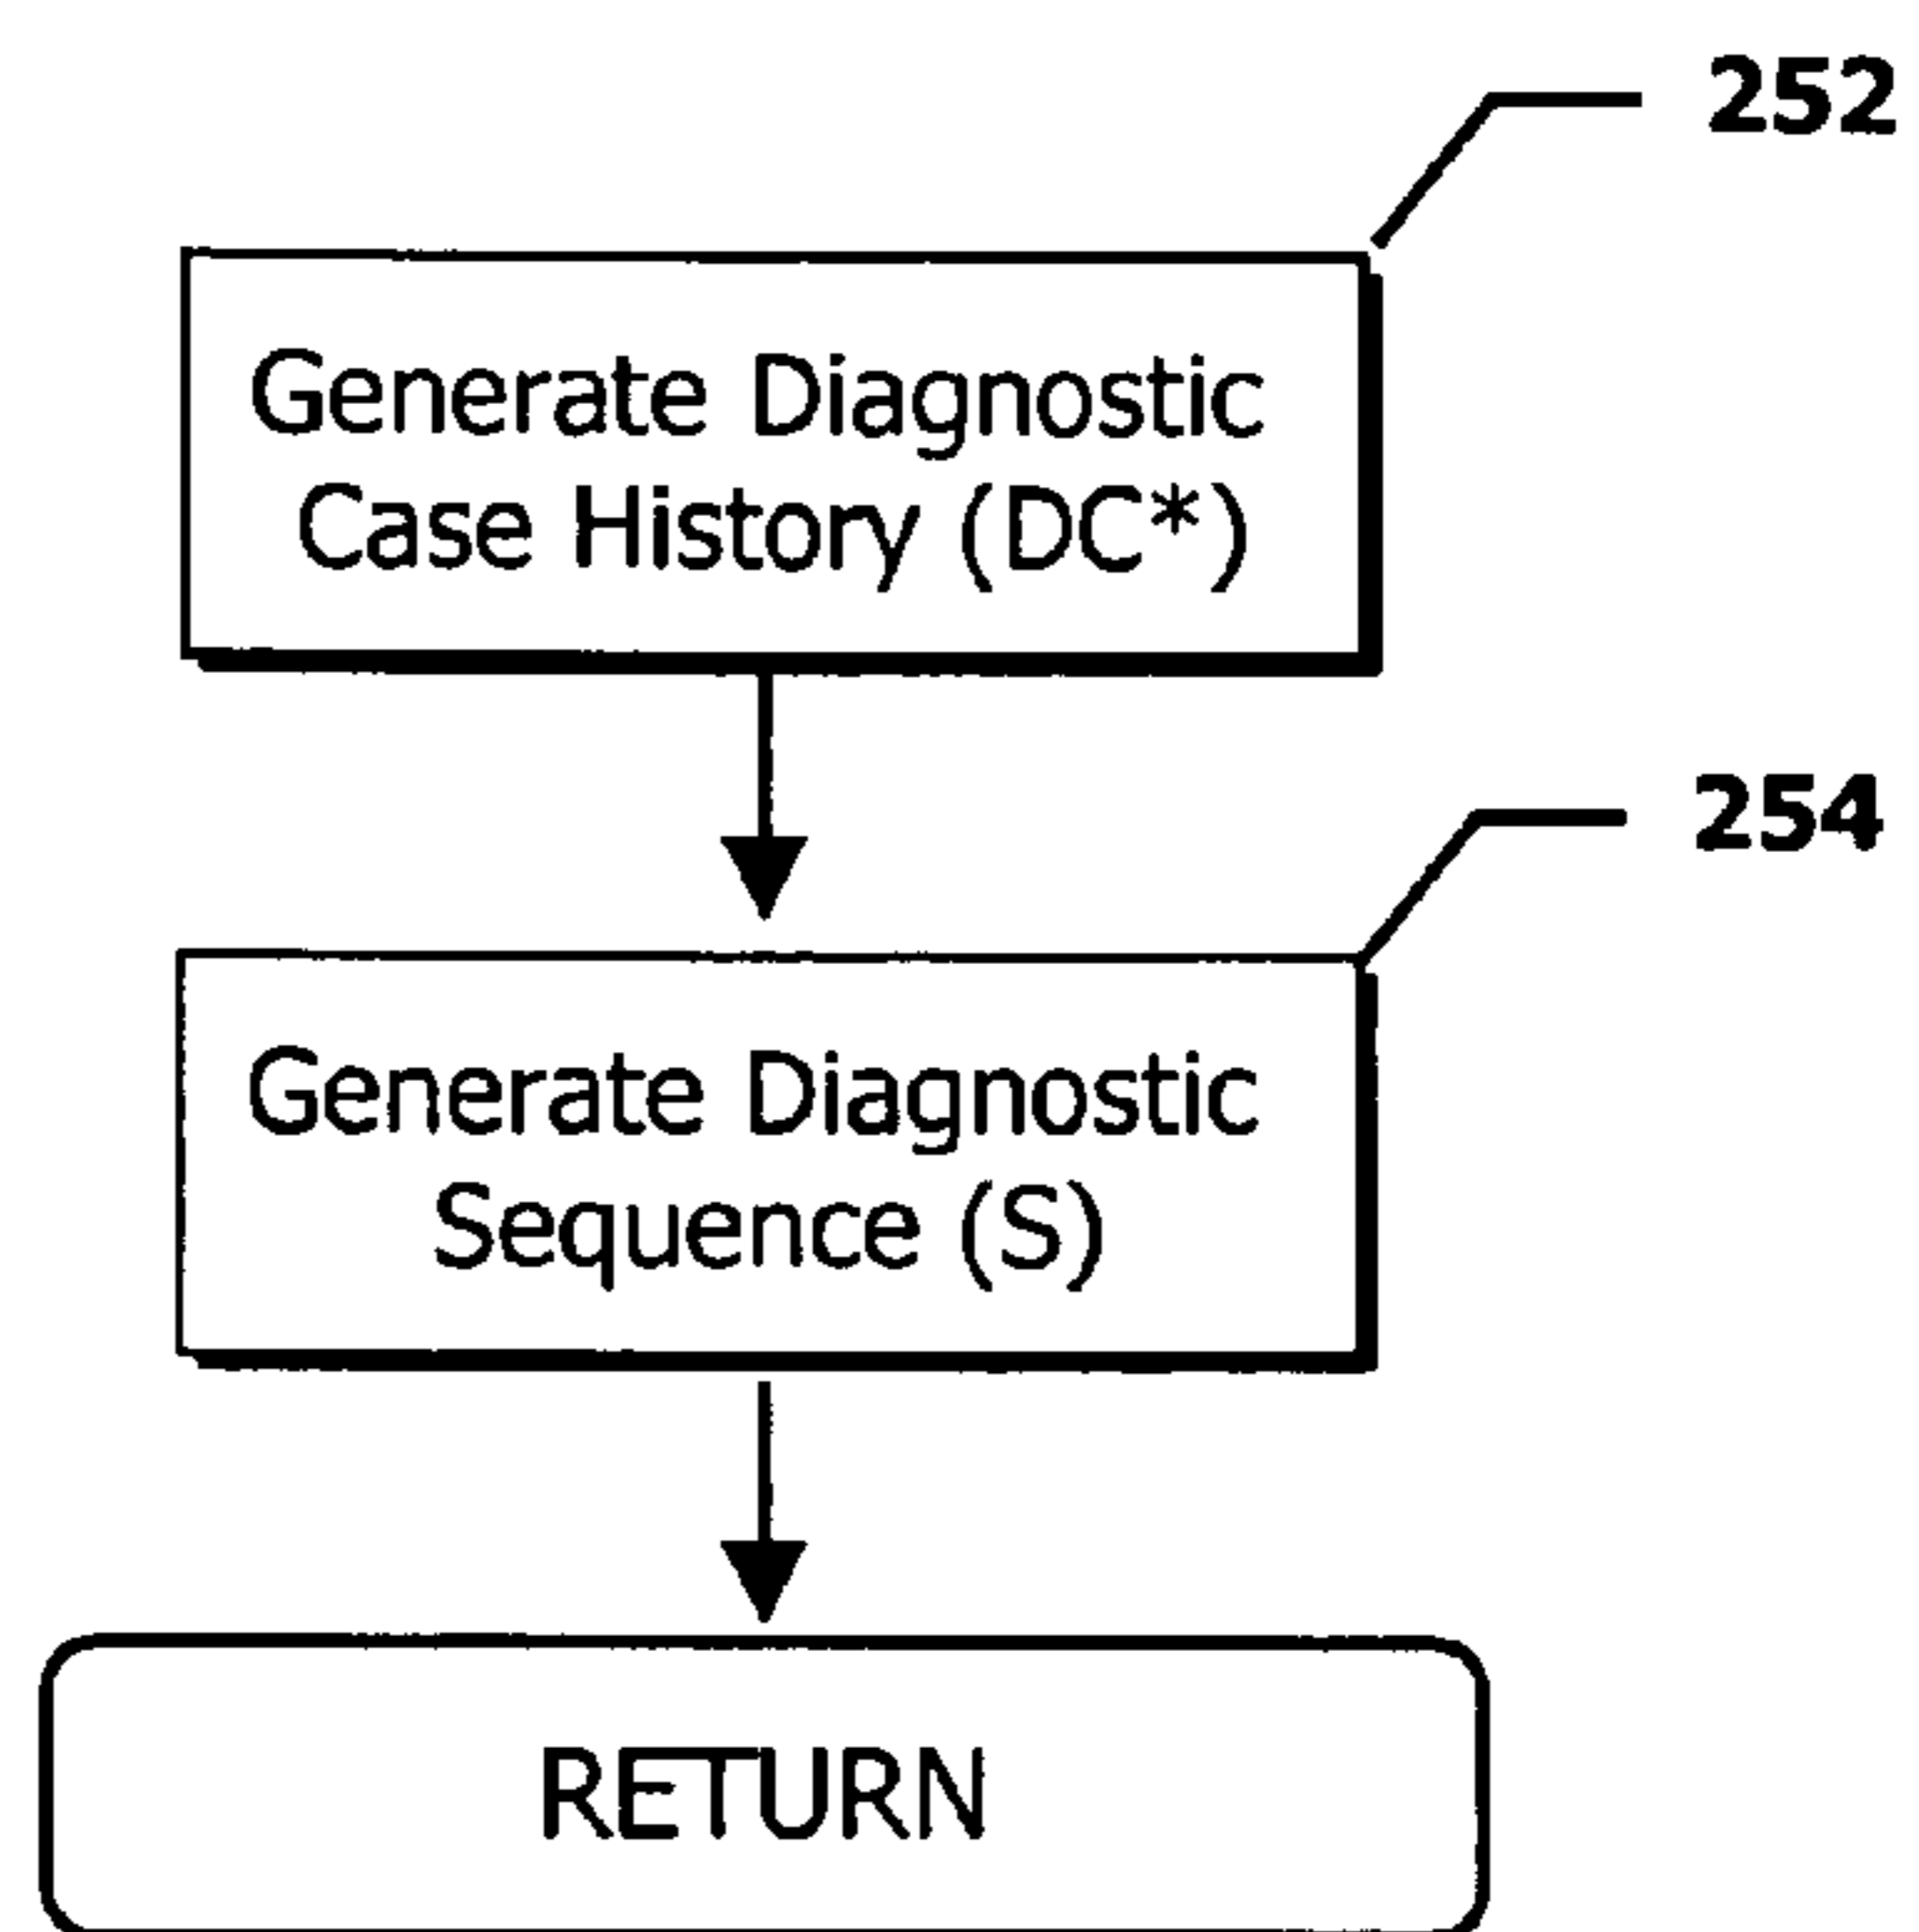 252
Generate Diagnostic
Case History (DC*)
254
Generate Diagnostic
Sequence (S)
RETURN